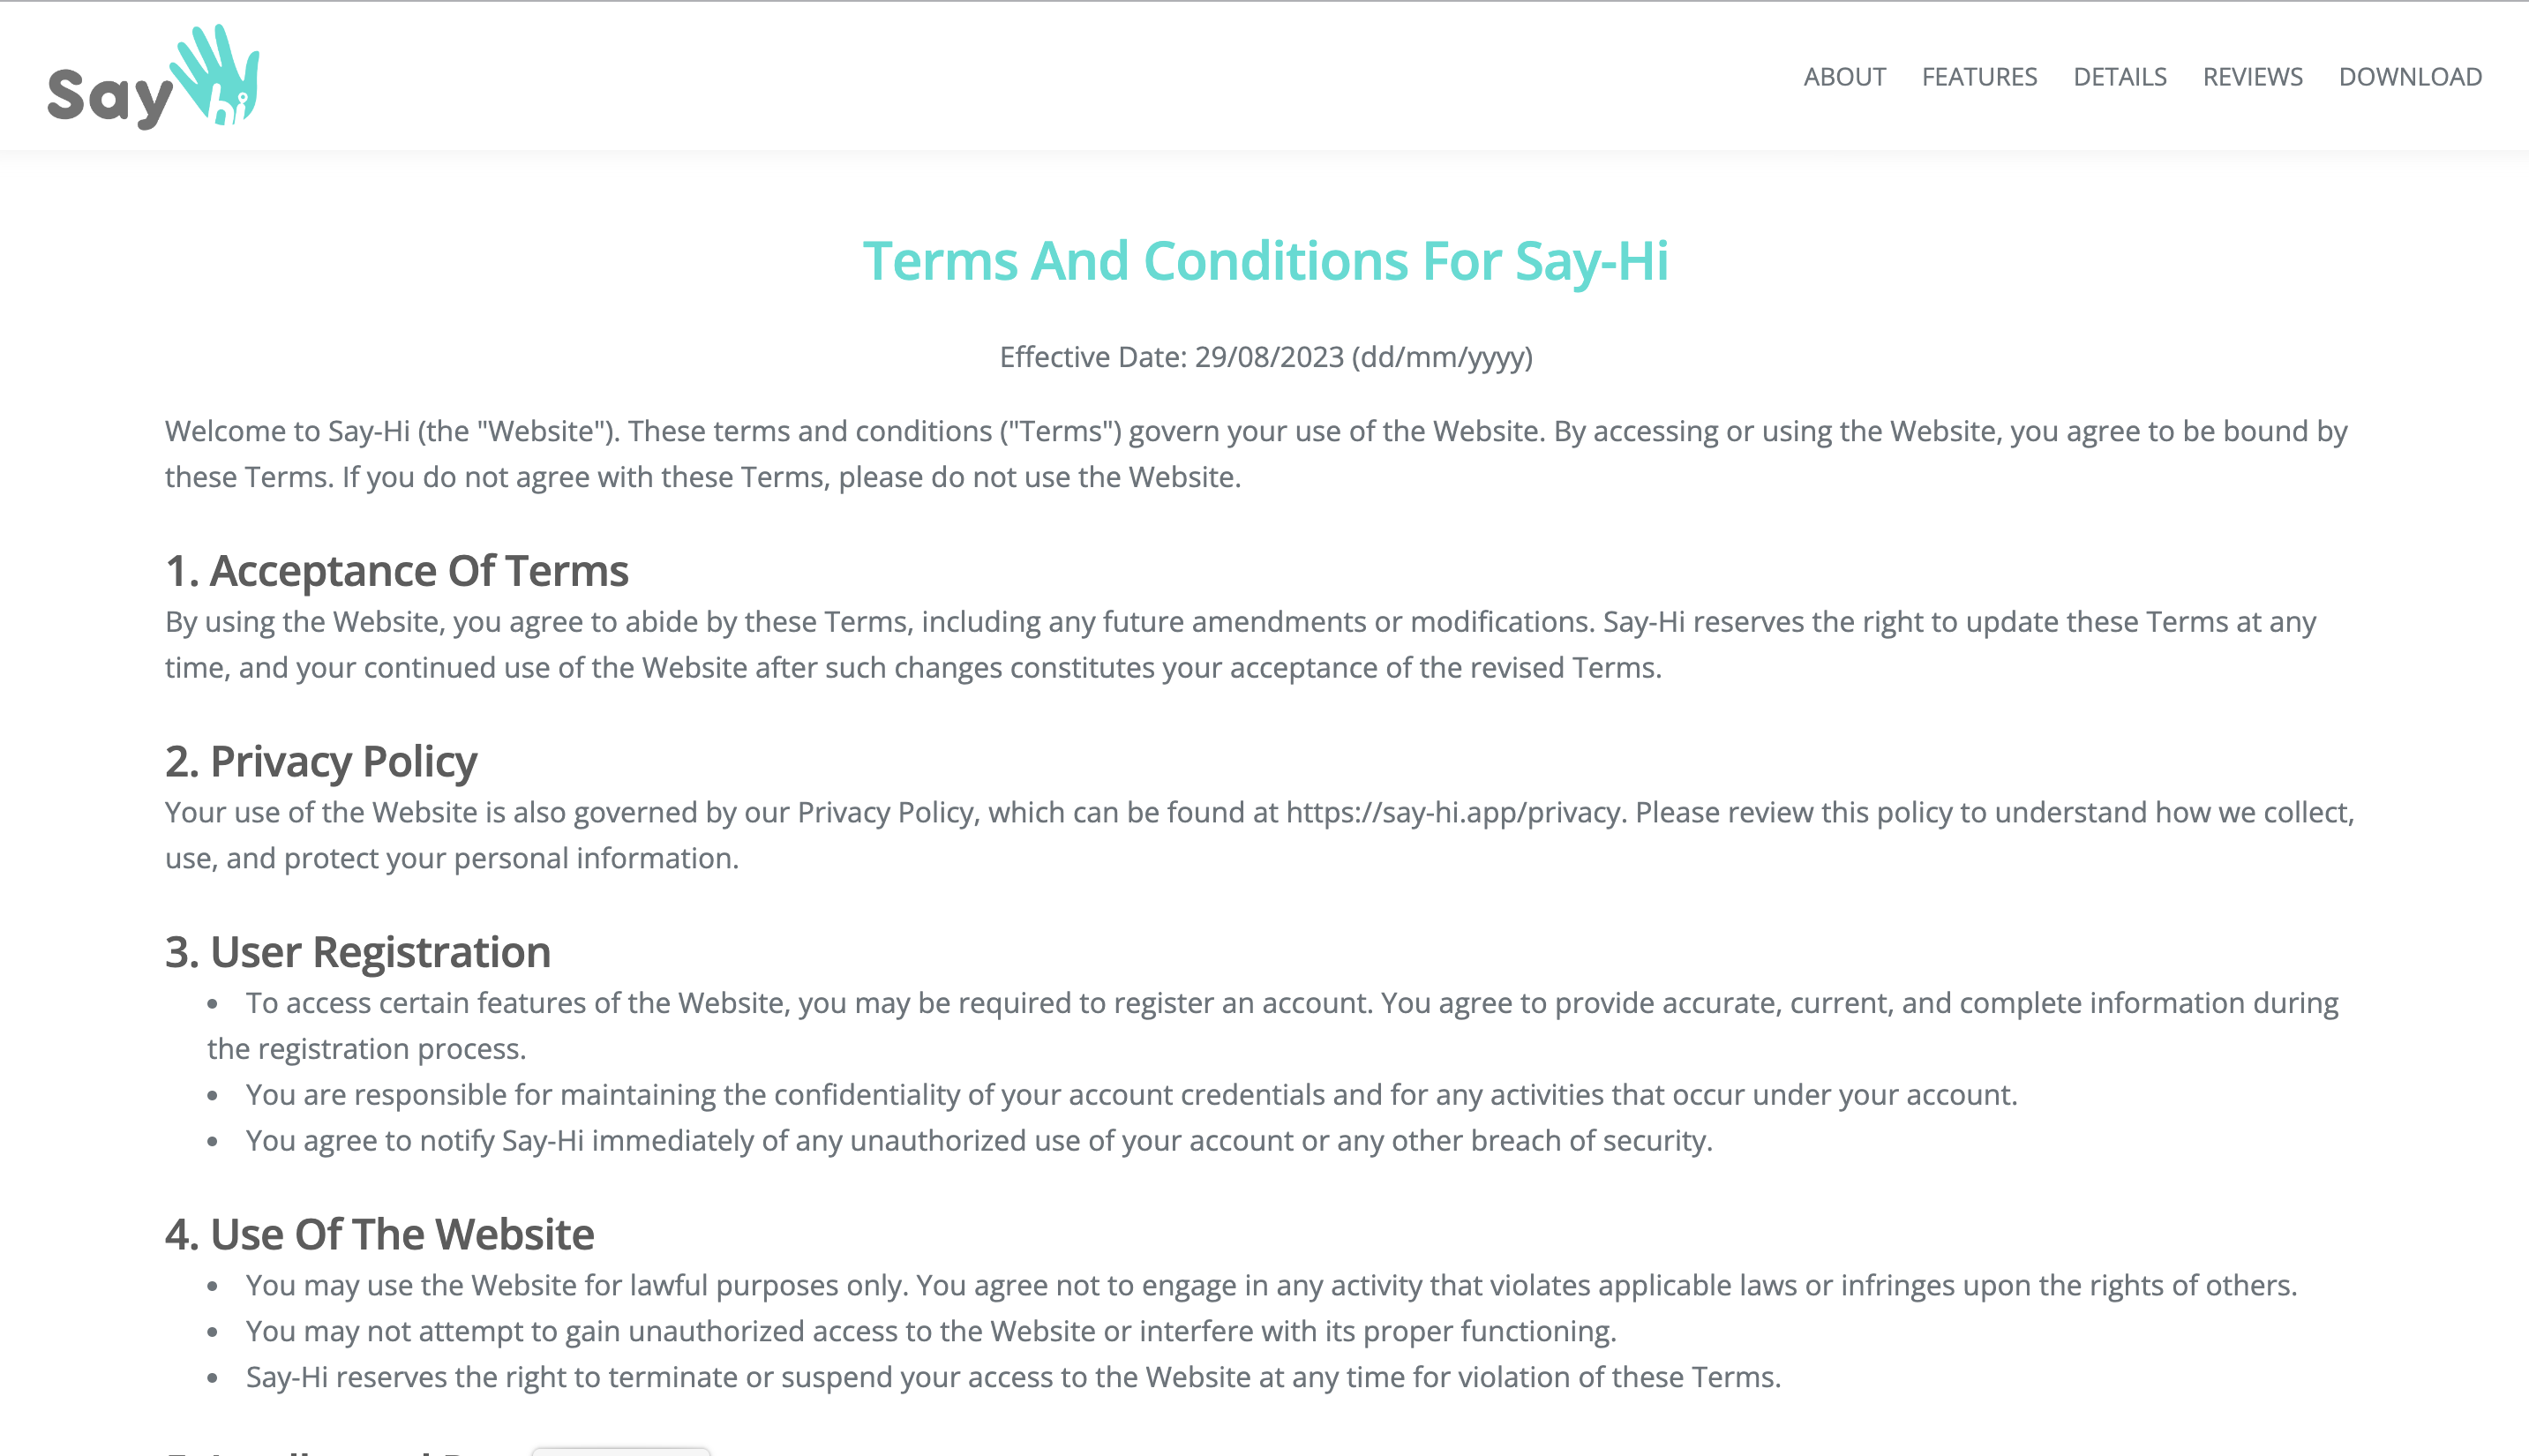 Say hi
ABOUT FEATURES DETAILS REVIEWS DOWNLOAD
Terms And Conditions For Say-Hi
Effective Date: 29/08/2023 (dd/mm/yyyy)
Welcome to Say-Hi (the "Website"). These terms and conditions ("Terms") govern your use of the Website. By accessing or using the Website, you agree to be bound by
these Terms. If you do not agree with these Terms, please do not use the Website.
1. Acceptance Of Terms
By using the Website, you agree to abide by these Terms, including any future amendments or modifications. Say-Hi reserves the right to update these Terms at any
time, and your continued use of the Website after such changes constitutes your acceptance of the revised Terms.
2. Privacy Policy
Your use of the Website is also governed by our Privacy Policy, which can be found at https://say-hi.app/privacy. Please review this policy to understand how we collect,
use, and protect your personal information.
3. User Registration
• To access certain features of the Website, you may be required to register an account. You agree to provide accurate, current, and complete information during
the registration process.
• You are responsible for maintaining the confidentiality of your account credentials and for any activities that occur under your account.
• You agree to notify Say-Hi immediately of any unauthorized use of your account or any other breach of security.
4. Use Of The Website
• You may use the Website for lawful purposes only. You agree not to engage in any activity that violates applicable laws or infringes upon the rights of others.
• You may not attempt to gain unauthorized access to the Website or interfere with its proper functioning.
• Say-Hi reserves the right to terminate or suspend your access to the Website at any time for violation of these Terms.